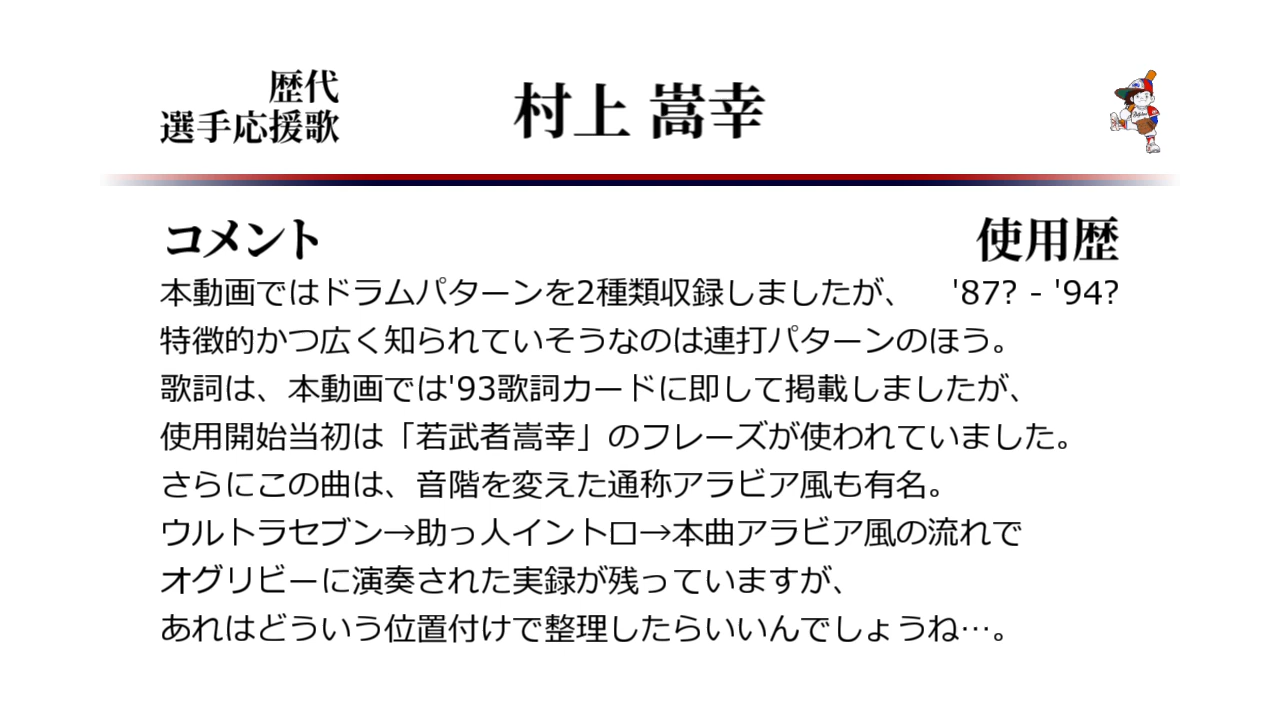 歴代
選手応援歌
村上 嵩幸
コメント
使用歴
本動画ではドラムパターンを2種類収録しましたが、
'87? - '94?
特徴的かつ広く知られていそうなのは連打パターンのほう。
歌詞は、本動画では'93歌詞カードに即して掲載しましたが、
使用開始当初は「若武者嵩幸」のフレーズが使われていました。
さらにこの曲は、音階を変えた通称アラビア風も有名。
ウルトラセブン→助っ人イントロ→本曲アラビア風の流れで
オグリビーに演奏された実録が残っていますが、
あれはどういう位置付けで整理したらいいんでしょうね…。